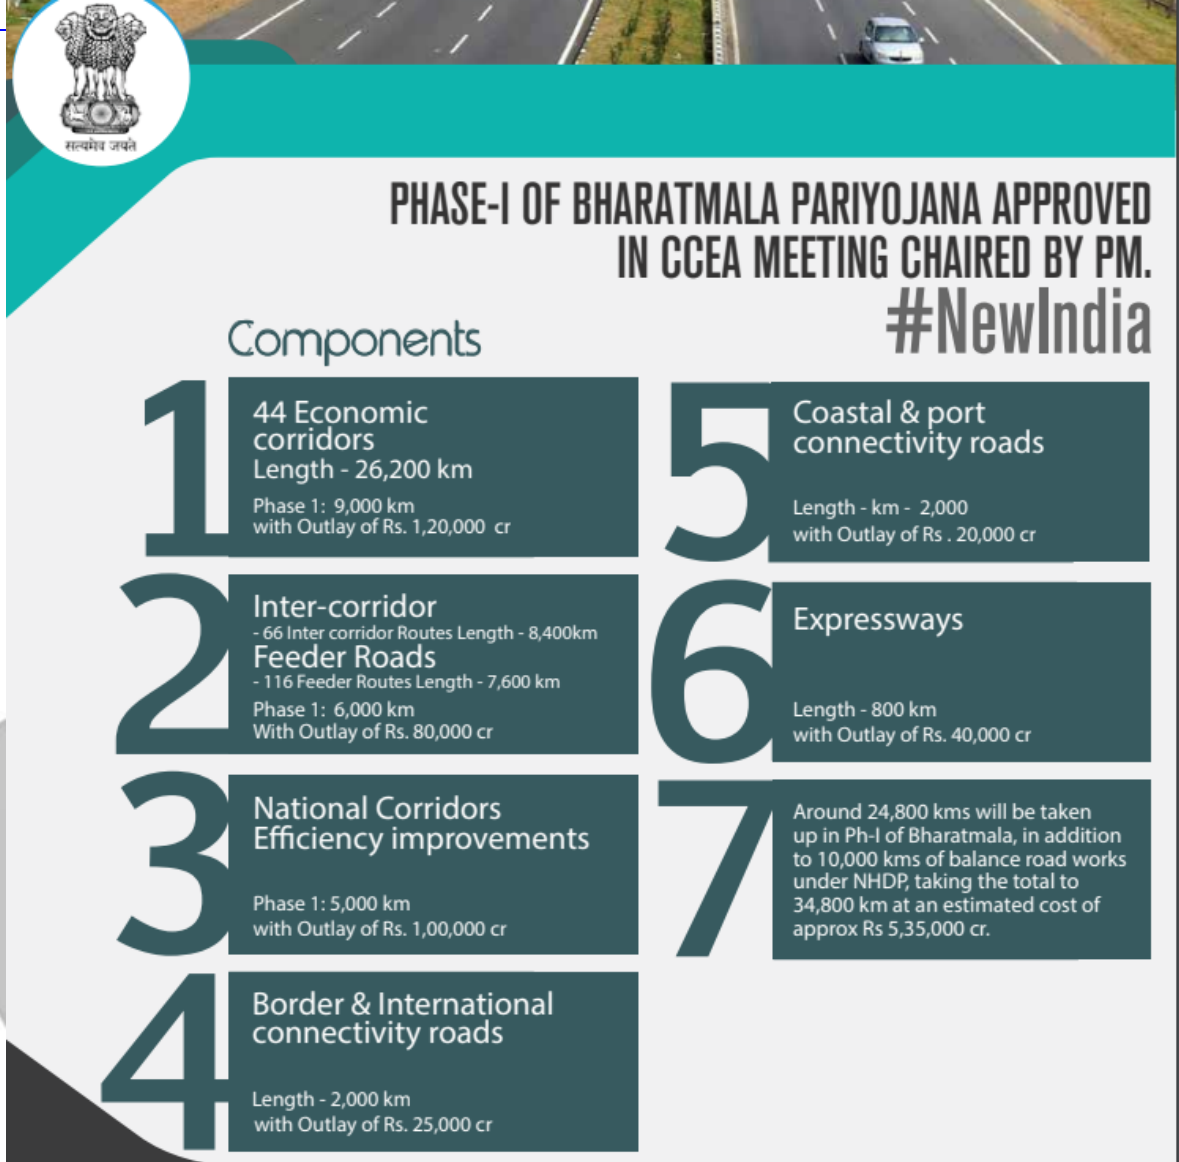 सत्यमेव जयते
PHASE-I OF BHARATMALA PARIYOJANA APPROVED
IN CCEA MEETING CHAIRED BY PM.
#NewIndia
Components
1
44 Economic
corridors
Length - 26,200 km
Phase 1: 9,000 km
with Outlay of Rs. 1,20,000 cr
2
Inter-corridor
- 66 Inter corridor Routes Length - 8,400km
Feeder Roads
- 116 Feeder Routes Length - 7,600 km
Phase 1: 6,000 km
With Outlay of Rs. 80,000 cr
3
National Corridors
Efficiency improvements
Phase 1: 5,000 km
with Outlay of Rs. 1,00,000 cr
4
Border & International
connectivity roads
Length - 2,000 km
with Outlay of Rs. 25,000 cr
5
Coastal & port
connectivity roads
Length - km - 2,000
with Outlay of Rs . 20,000 cr
6
Expressways
Length - 800 km
with Outlay of Rs. 40,000 cr
7
Around 24,800 kms will be taken
up in Ph-I of Bharatmala, in addition
to 10,000 kms of balance road works
under NHDP, taking the total to
34,800 km at an estimated cost of
approx Rs 5,35,000 cr.